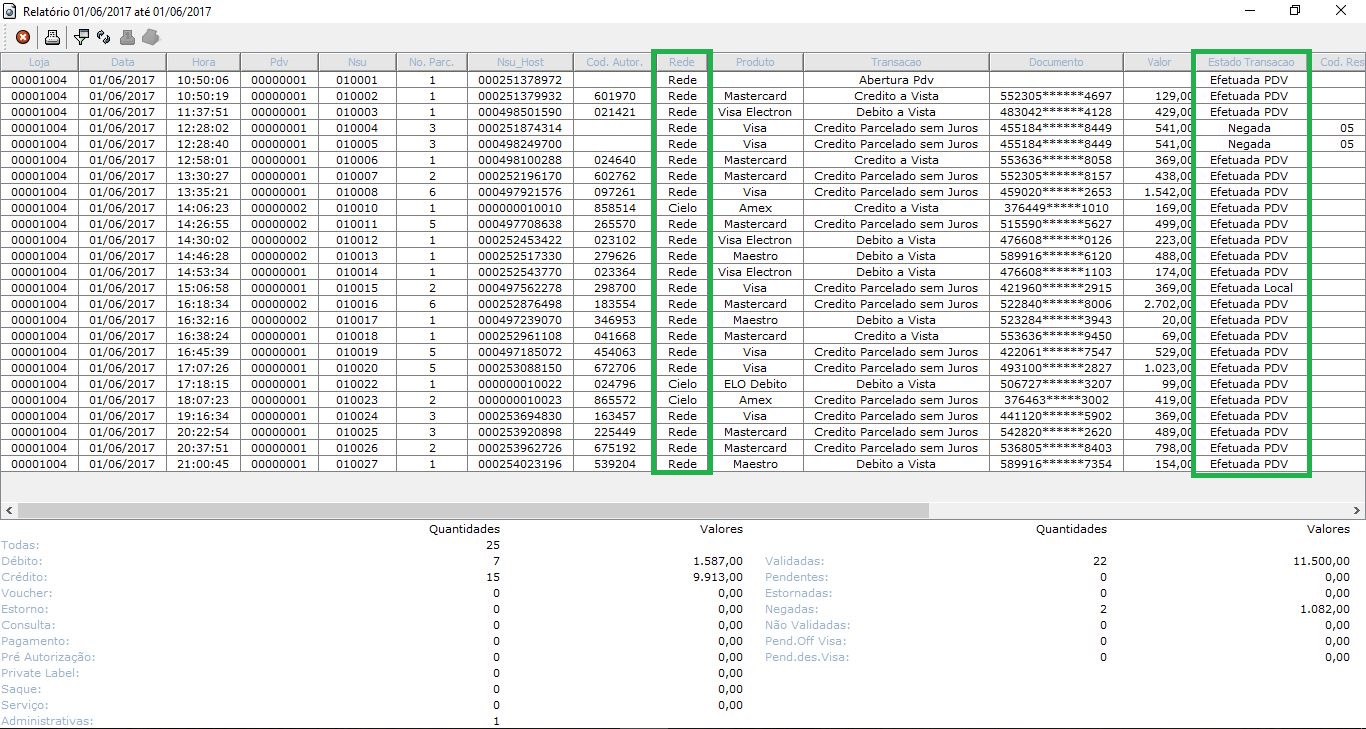 Relatório 01/06/2017 até 01/06/2017
Loja Data Hora Pdv Nsu No. Parc. Nsu_Host Cod. Autor. Rede Produto Transacao Documento Valor Estado Transacao Cod. Res
00001004 01/06/2017 10:50:06 00000001 010001 1 000251378972 Rede Abertura Pdv Efetuada PDV
00001004 01/06/2017 10:50:19 00000001 010002 1 000251379932 601970 Rede Mastercard Credito a Vista 552305******4697 129,00 Efetuada PDV
00001004 01/06/2017 11:37:51 00000001 010003 1 000498501590 021421 Rede Visa Electron Debito a Vista 483042******4128 429,00 Efetuada PDV
00001004 01/06/2017 12:28:02 00000001 010004 3 000251874314 Rede Visa Credito Parcelado sem Juros 455184******8449 541,00 Negada 05
00001004 01/06/2017 12:28:40 00000001 010005 3 000498249700 Rede Visa Credito Parcelado sem Juros 455184******8449 541,00 Negada 05
00001004 01/06/2017 12:58:01 00000001 010006 1 000498100288 024640 Rede Mastercard Credito a Vista 553636******8058 369,00 Efetuada PDV
00001004 01/06/2017 13:30:27 00000001 010007 2 000252196170 602762 Rede Mastercard Credito Parcelado sem Juros 552305******8157 438,00 Efetuada PDV
00001004 01/06/2017 13:35:21 00000001 010008 6 000497921576 097261 Rede Visa Credito Parcelado sem Juros 459020******2653 1.542,00 Efetuada PDV
00001004 01/06/2017 14:06:23 00000002 010010 1 000000010010 858514 Cielo Amex Credito a Vista 376449*****1010 169,00 Efetuada PDV
00001004 01/06/2017 14:26:55 00000002 010011 5 000497708638 265570 Rede Mastercard Credito Parcelado sem Juros 515590******5627 499,00 Efetuada PDV
00001004 01/06/2017 14:30:02 00000002 010012 1 000252453422 023102 Rede Visa Electron Debito a Vista 476608******0126 223,00 Efetuada PDV
00001004 01/06/2017 14:46:28 00000002 010013 1 000252517330 279626 Rede Maestro Debito a Vista 589916******6120 488,00 Efetuada PDV
00001004 01/06/2017 14:53:34 00000001 010014 1 000252543770 023364 Rede Visa Electron Debito a Vista 476608******1103 174,00 Efetuada PDV
00001004 01/06/2017 15:06:58 00000001 010015 2 000497562278 298700 Rede Visa Credito Parcelado sem Juros 421960******2915 369,00 Efetuada Local
00001004 01/06/2017 16:18:34 00000002 010016 6 000252876498 183554 Rede Mastercard Credito Parcelado sem Juros 522840******8006 2.702,00 Efetuada PDV
00001004 01/06/2017 16:32:16 00000002 010017 1 000497239070 346953 Rede Maestro Debito a Vista 523284******3943 20,00 Efetuada PDV
00001004 01/06/2017 16:38:24 00000001 010018 1 000252961108 041668 Rede Mastercard Credito a Vista 553636******9450 69,00 Efetuada PDV
00001004 01/06/2017 16:45:39 00000001 010019 5 000497185072 454063 Rede Visa Credito Parcelado sem Juros 422061******7547 529,00 Efetuada PDV
00001004 01/06/2017 17:07:26 00000001 010020 5 000253088150 672706 Rede Visa Credito Parcelado sem Juros 493100******2827 1.023,00 Efetuada PDV
00001004 01/06/2017 17:18:15 00000001 010022 1 000000010022 024796 Cielo ELO Debito Debito a Vista 506727******3207 99,00 Efetuada PDV
00001004 01/06/2017 18:07:23 00000001 010023 2 000000010023 865572 Cielo Amex Credito Parcelado sem Juros 376463*****3002 419,00 Efetuada PDV
00001004 01/06/2017 19:16:34 00000001 010024 3 000253694830 163457 Rede Visa Credito Parcelado sem Juros 441120******5902 369,00 Efetuada PDV
00001004 01/06/2017 20:22:54 00000001 010025 3 000253920898 225449 Rede Mastercard Credito Parcelado sem Juros 542820******2620 489,00 Efetuada PDV
00001004 01/06/2017 20:37:51 00000001 010026 2 000253962726 675192 Rede Mastercard Credito Parcelado sem Juros 536805******8403 798,00 Efetuada PDV
00001004 01/06/2017 21:00:45 00000001 010027 1 000254023196 539204 Rede Maestro Debito a Vista 589916******7354 154,00 Efetuada PDV
Quantidades Valores Quantidades Valores
Todas: 25
Débito: 7 1.587,00 Validadas: 22 11.500,00
Crédito: 15 9.913,00 Pendentes: 0 0,00
Voucher: 0 0,00 Estornadas: 0 0,00
Estorno: 0 0,00 Negadas: 2 1.082,00
Consulta: 0 0,00 Não Validadas: 0 0,00
Pagamento: 0 0,00 Pend.Off Visa: 0 0,00
Pré Autorização: 0 0,00 Pend.des.Visa: 0 0,00
Private Label: 0 0,00
Saque: 0 0,00
Serviço: 0 0,00
Administrativas: 1